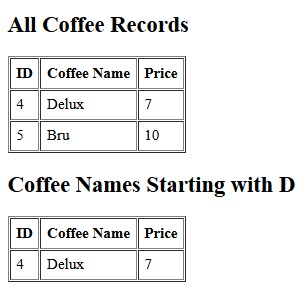 All Coffee Records
ID Coffee Name Price
4 Delux 7
5 Bru 10
Coffee Names Starting with D
ID Coffee Name Price
4 Delux 7